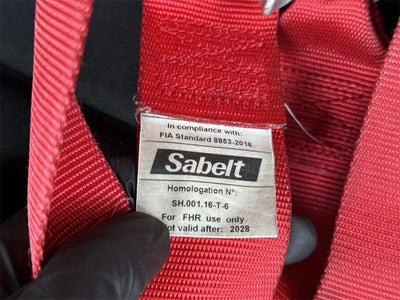 In compliance with:
FIA Standard 8853-2016
Sabelt
Homologation N°:
SH.001.16-T-6
For FHR use only
Not valid after: 2028